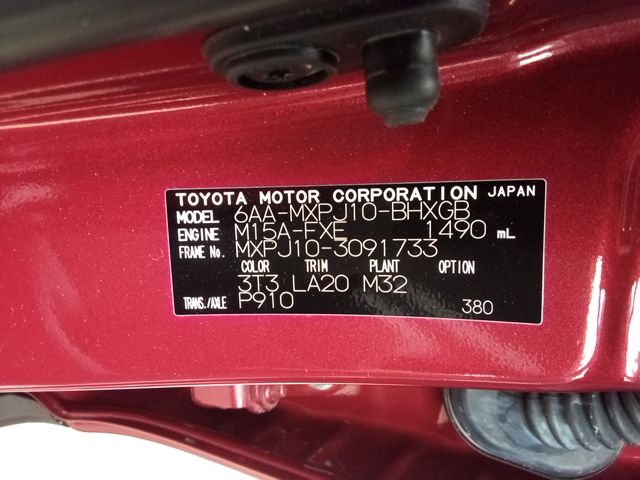 TOYOTA MOTOR CORPORATION JAPAN
MODEL 6AA-MXPJ10-BHXGB
ENGINE M15A-FXE 1490 mL
FRAME No. MXPJ10-3091733
COLOR TRIM PLANT OPTION
3T3 LA20 M32
TRANS./AXLE P910 380